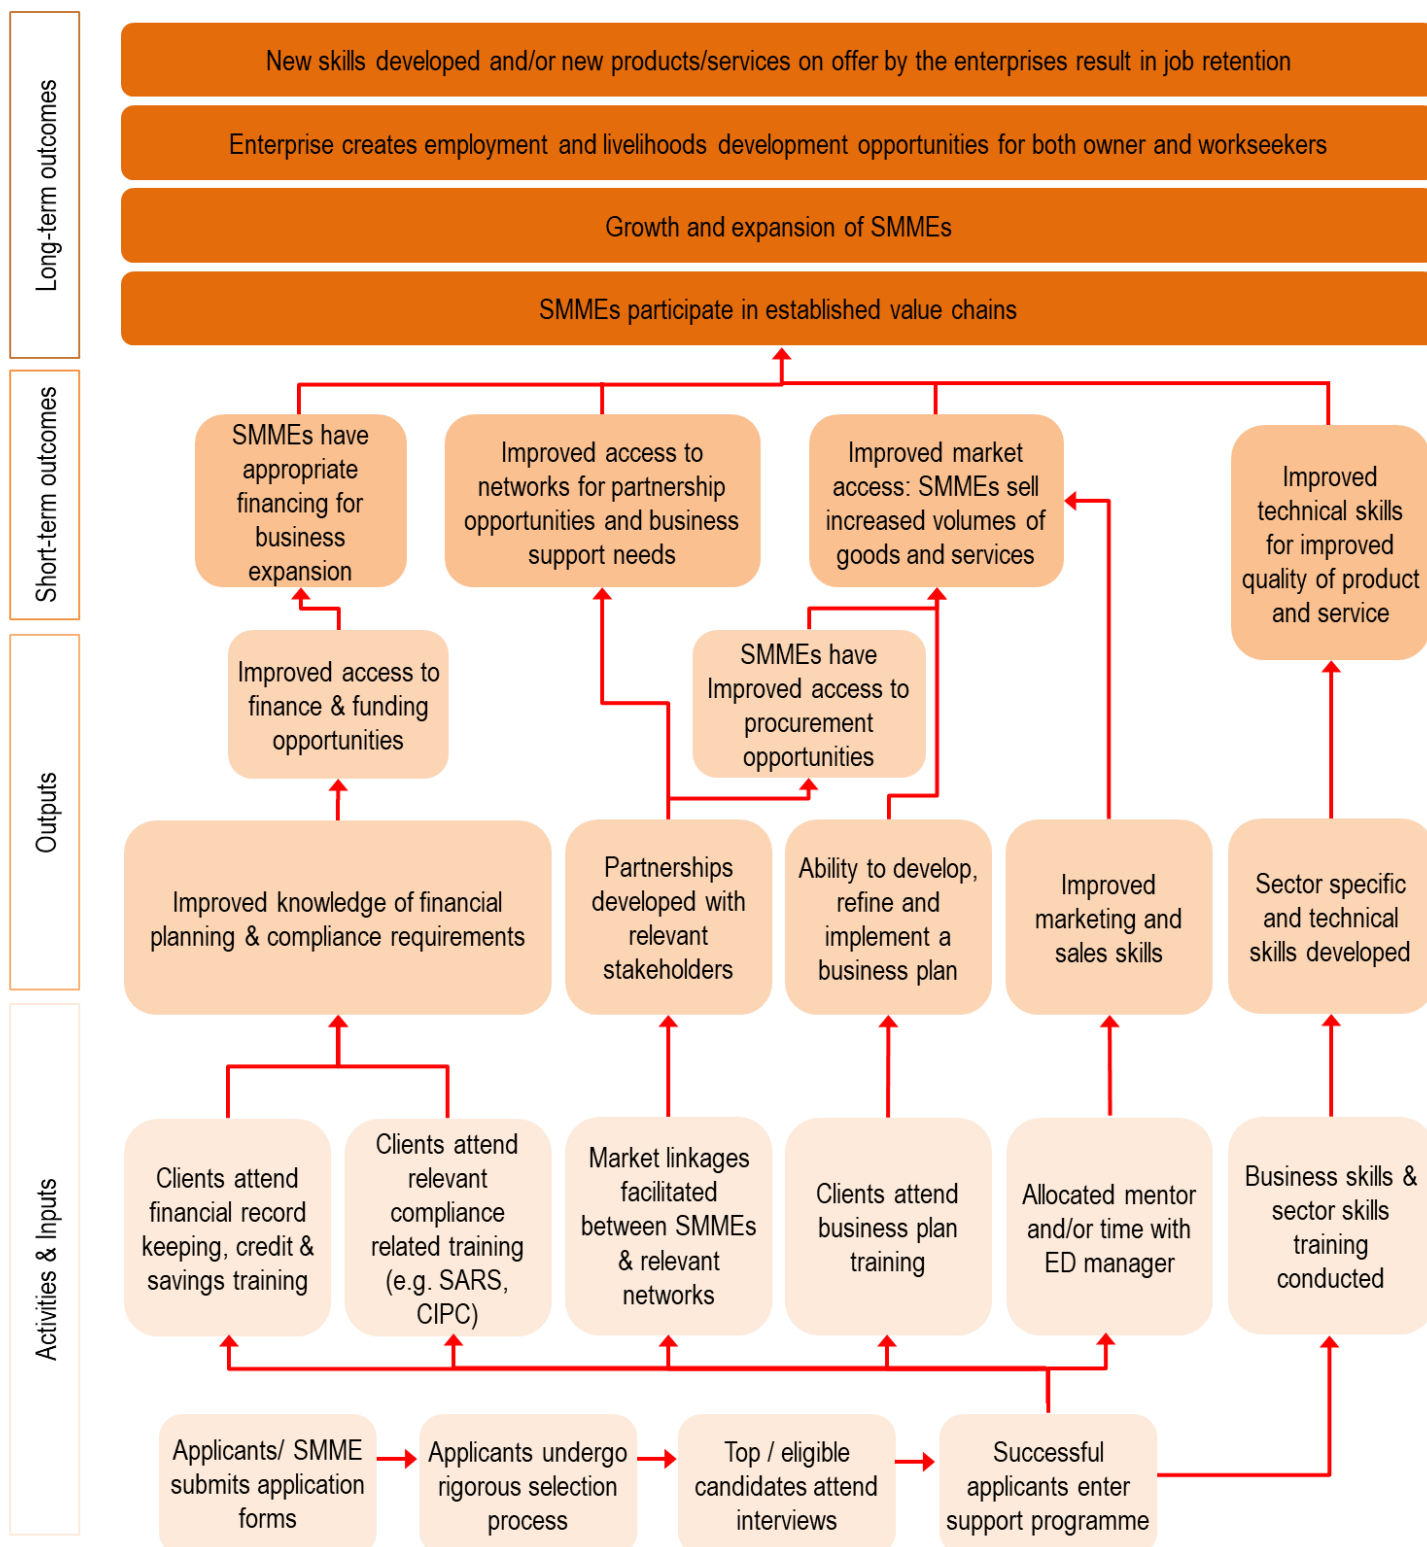 Long-term outcomes
New skills developed and/or new products/services on offer by the enterprises result in job retention
Enterprise creates employment and livelihoods development opportunities for both owner and workseekers
Growth and expansion of SMMEs
SMMEs participate in established value chains
Short-term outcomes
SMMEs have
appropriate
financing for
business
expansion
Improved access to
networks for partnership
opportunities and business
support needs
Improved market
access: SMMEs sell
increased volumes of
goods and services
Improved
technical skills
for improved
quality of product
and service
Outputs
Improved access to
finance & funding
opportunities
SMMEs have
Improved access to
procurement
opportunities
Improved knowledge of financial
planning & compliance requirements
Partnerships
developed with
relevant
stakeholders
Ability to develop,
refine and
implement a
business plan
Improved
marketing and
sales skills
Sector specific
and technical
skills developed
Activities & Inputs
Clients attend
financial record
keeping, credit &
savings training
Clients attend
relevant
compliance
related training
(e.g. SARS,
CIPC)
Market linkages
facilitated
between SMMEs
& relevant
networks
Clients attend
business plan
training
Allocated mentor
and/or time with
ED manager
Business skills &
sector skills
training
conducted
Applicants/ SMME
submits application
forms
Applicants undergo
rigorous selection
process
Top / eligible
candidates attend
interviews
Successful
applicants enter
support programme